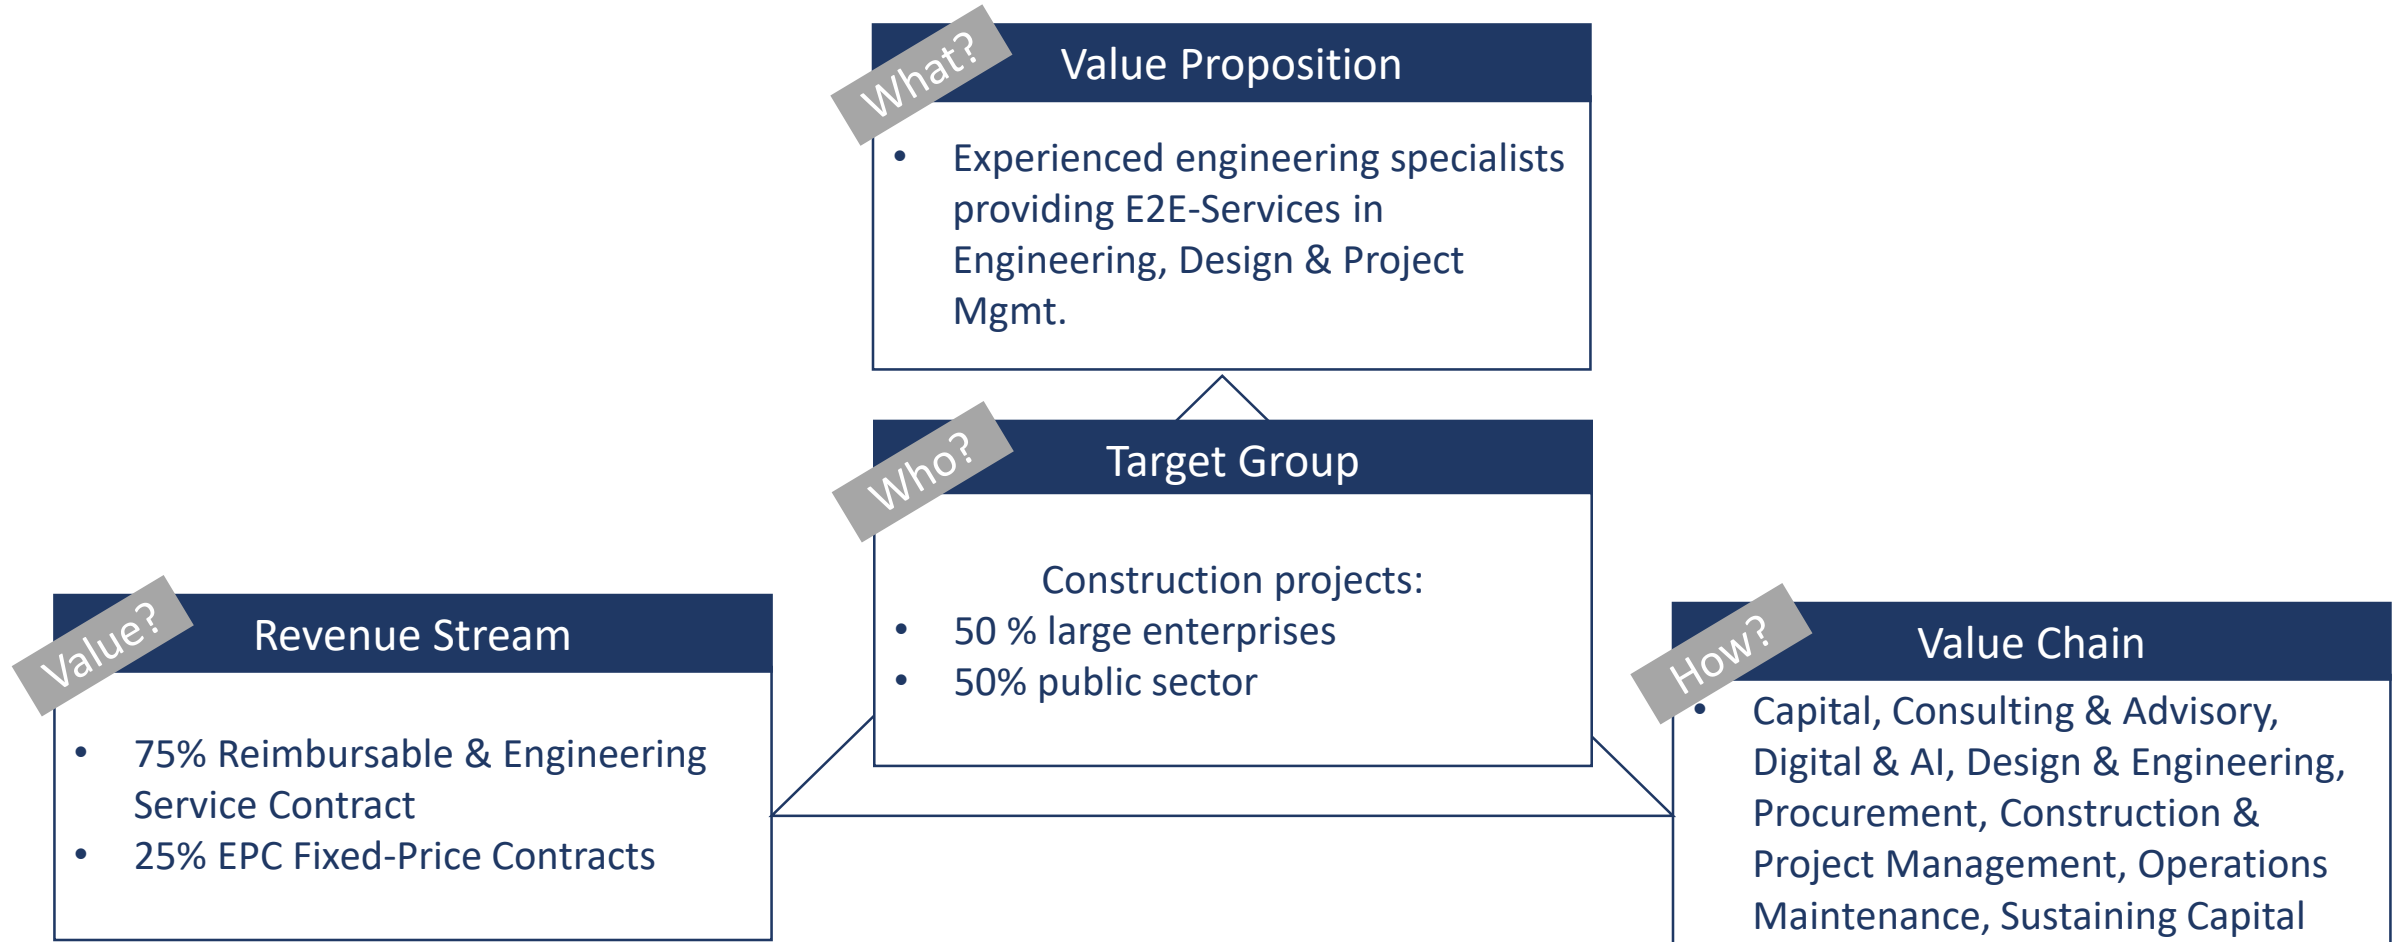 What?
Value Proposition
• Experienced engineering specialists
providing E2E-Services in
Engineering, Design & Project
Mgmt.
Who?
Target Group
Construction projects:
• 50 % large enterprises
• 50% public sector
Value?
Revenue Stream
• 75% Reimbursable & Engineering
Service Contract
• 25% EPC Fixed-Price Contracts
How?
Value Chain
• Capital, Consulting & Advisory,
Digital & AI, Design & Engineering,
Procurement, Construction &
Project Management, Operations
Maintenance, Sustaining Capital